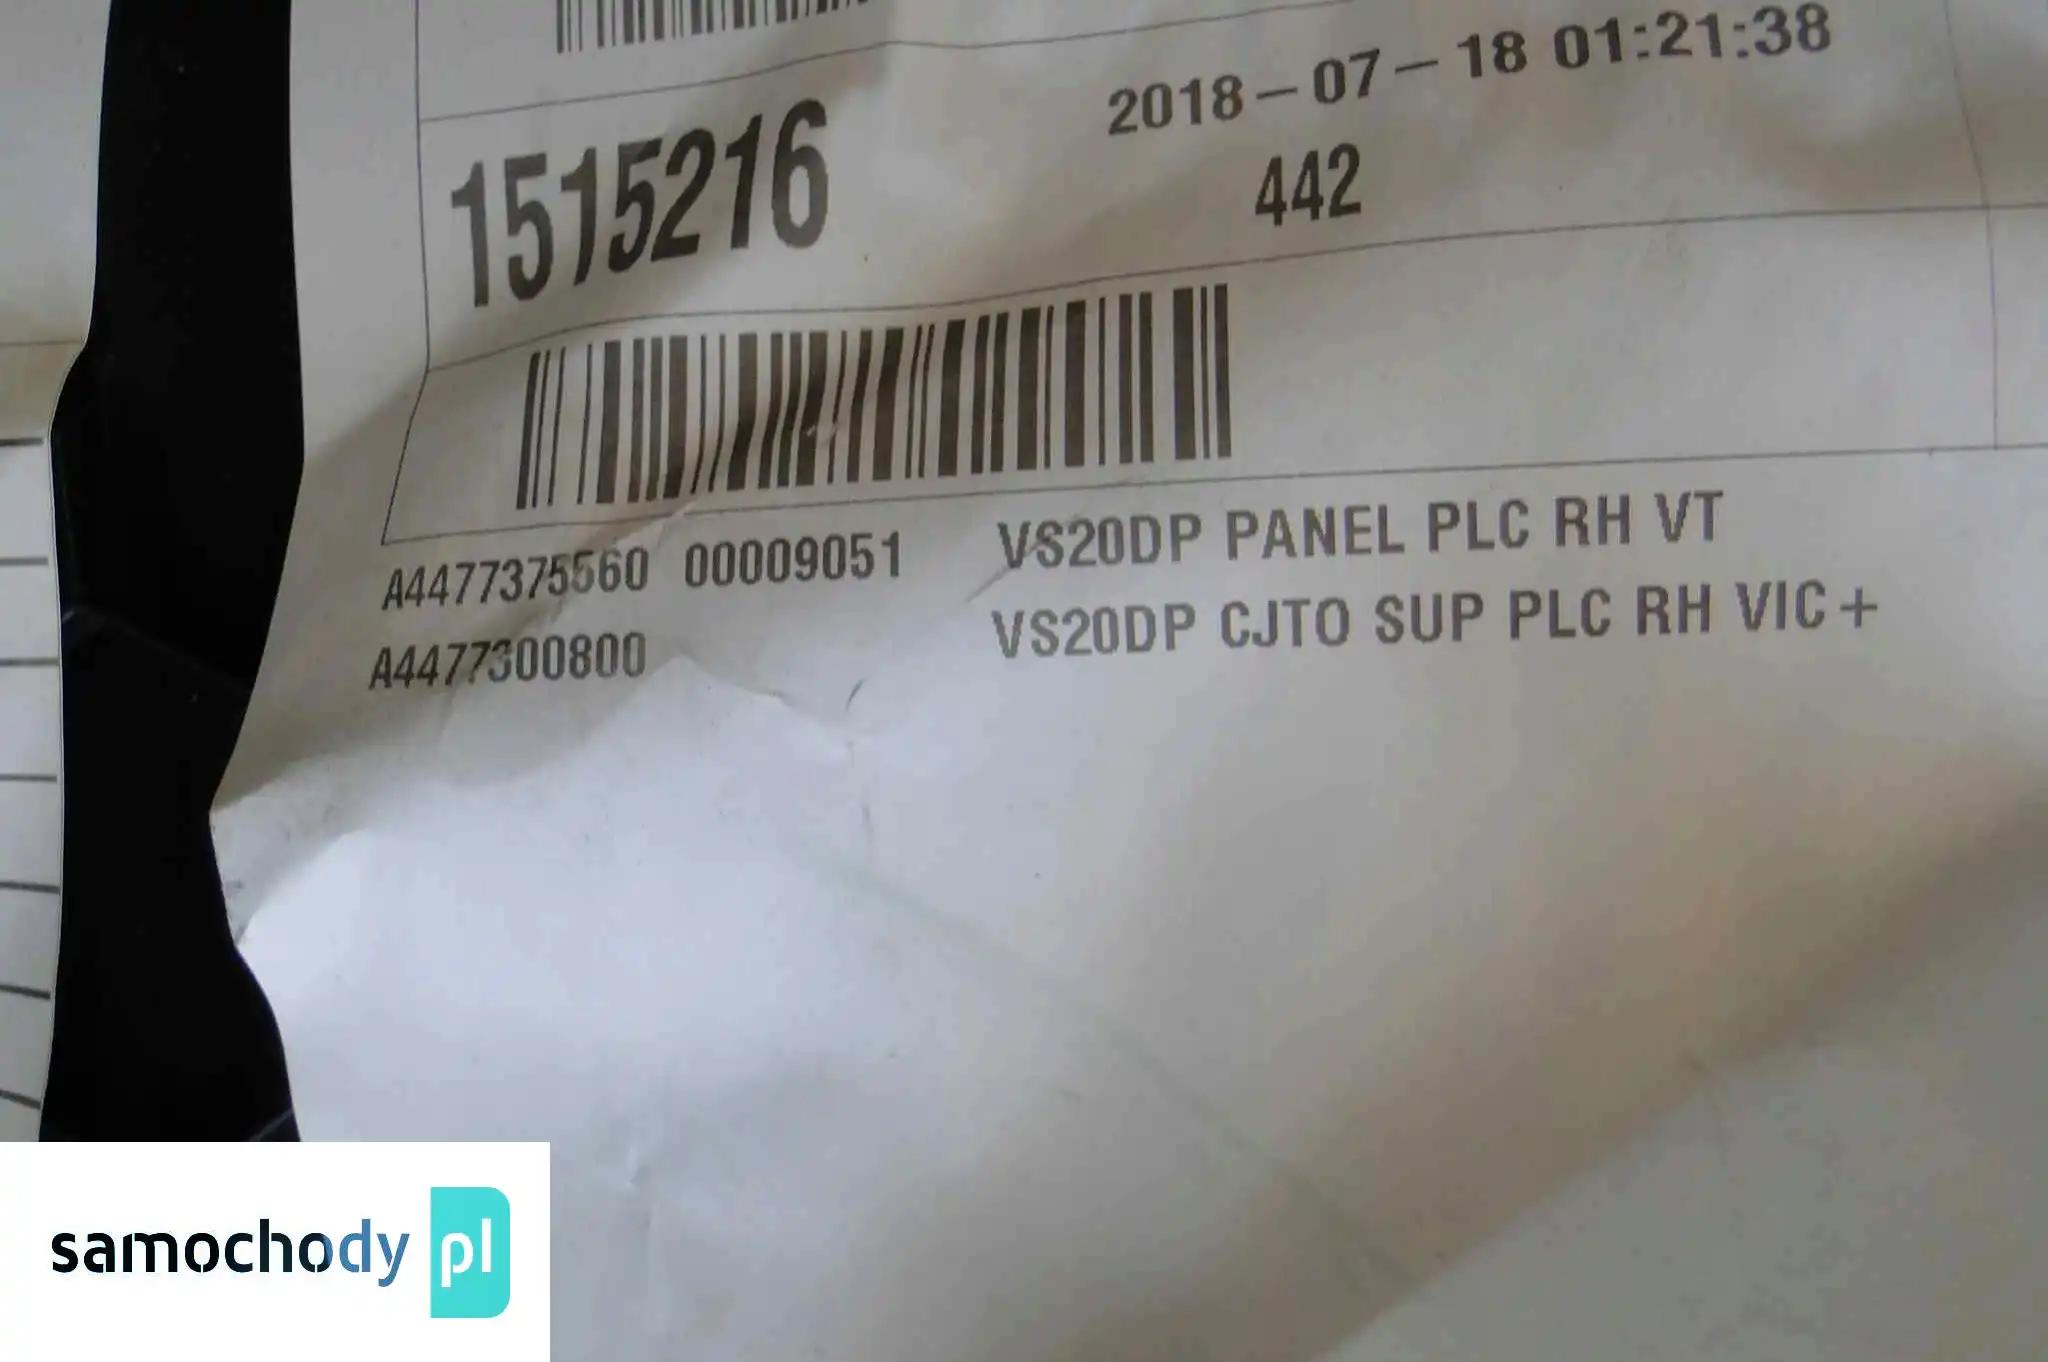 2018-07-18 01:21:38
1515216
442
A4477375560 00009051 VS20DP PANEL PLC RH VT
A4477300800 VS20DP CJTO SUP PLC RH VIC+
samochody pl